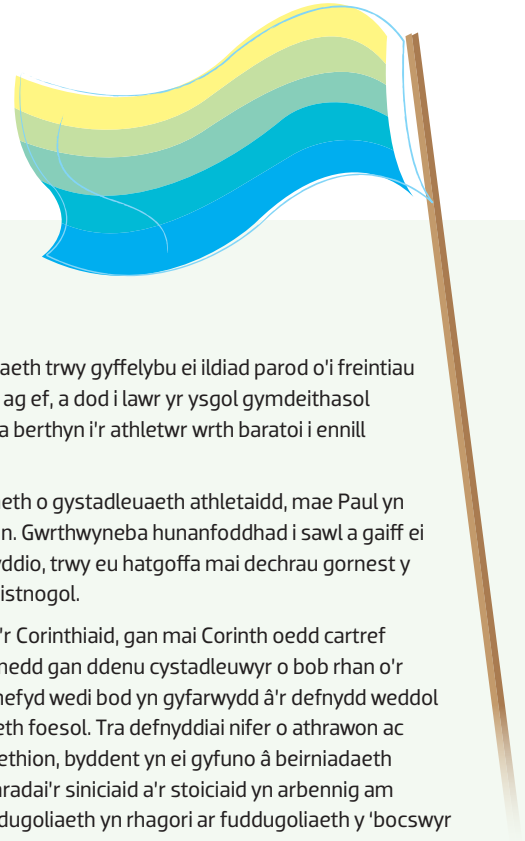 aeth trwy gyffelybu ei ildiad parod o'i freintiau
ag ef, a dod i lawr yr ysgol gymdeithasol
a berthyn i'r athletwr wrth baratoi i ennill
aeth o gystadleuaeth athletaidd, mae Paul yn
n. Gwrthwyneba hunanfoddhad i sawl a gaiff ei
yddio, trwy eu hatgoffa mai dechrau gornest y
istnogol.
'r Corinthiaid, gan mai Corinth oedd cartref
nedd gan ddenu cystadleuwyr o bob rhan o'r
hefyd wedi bod yn gyfarwydd â'r defnydd weddol
eth foesol. Tra defnyddiai nifer o athrawon ac
ethion, byddent yn ei gyfuno â beirniadaeth
aradai'r siniciaid a'r stoiciaid yn arbennig am
ddugoliaeth yn rhagori ar fuddugoliaeth y 'bocswyr